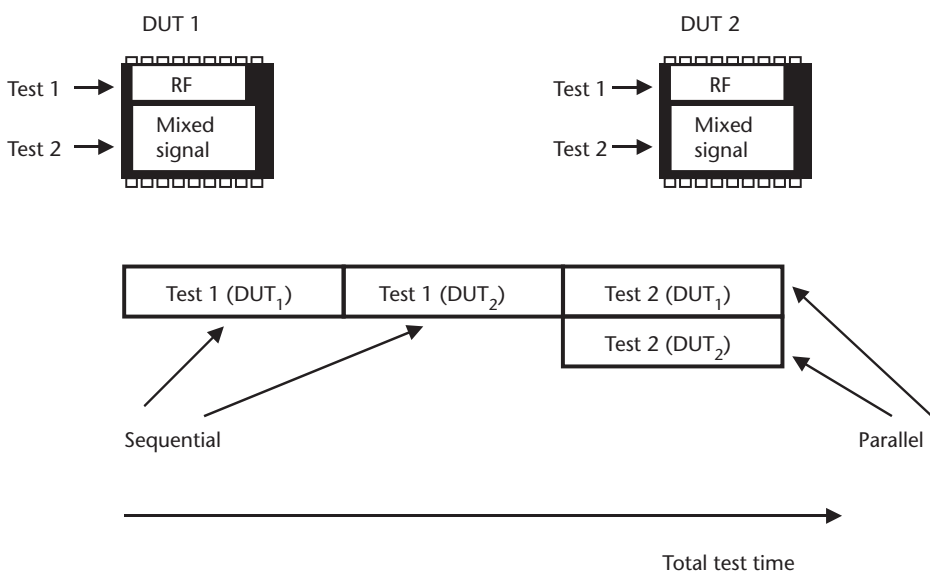 DUT 1 DUT 2
Test 1 RF Test 1 RF
Test 2 Mixed signal Test 2 Mixed signal
Test 1 (DUT₁) Test 1 (DUT₂) Test 2 (DUT₁)
Test 2 (DUT₂)
Sequential Parallel
Total test time